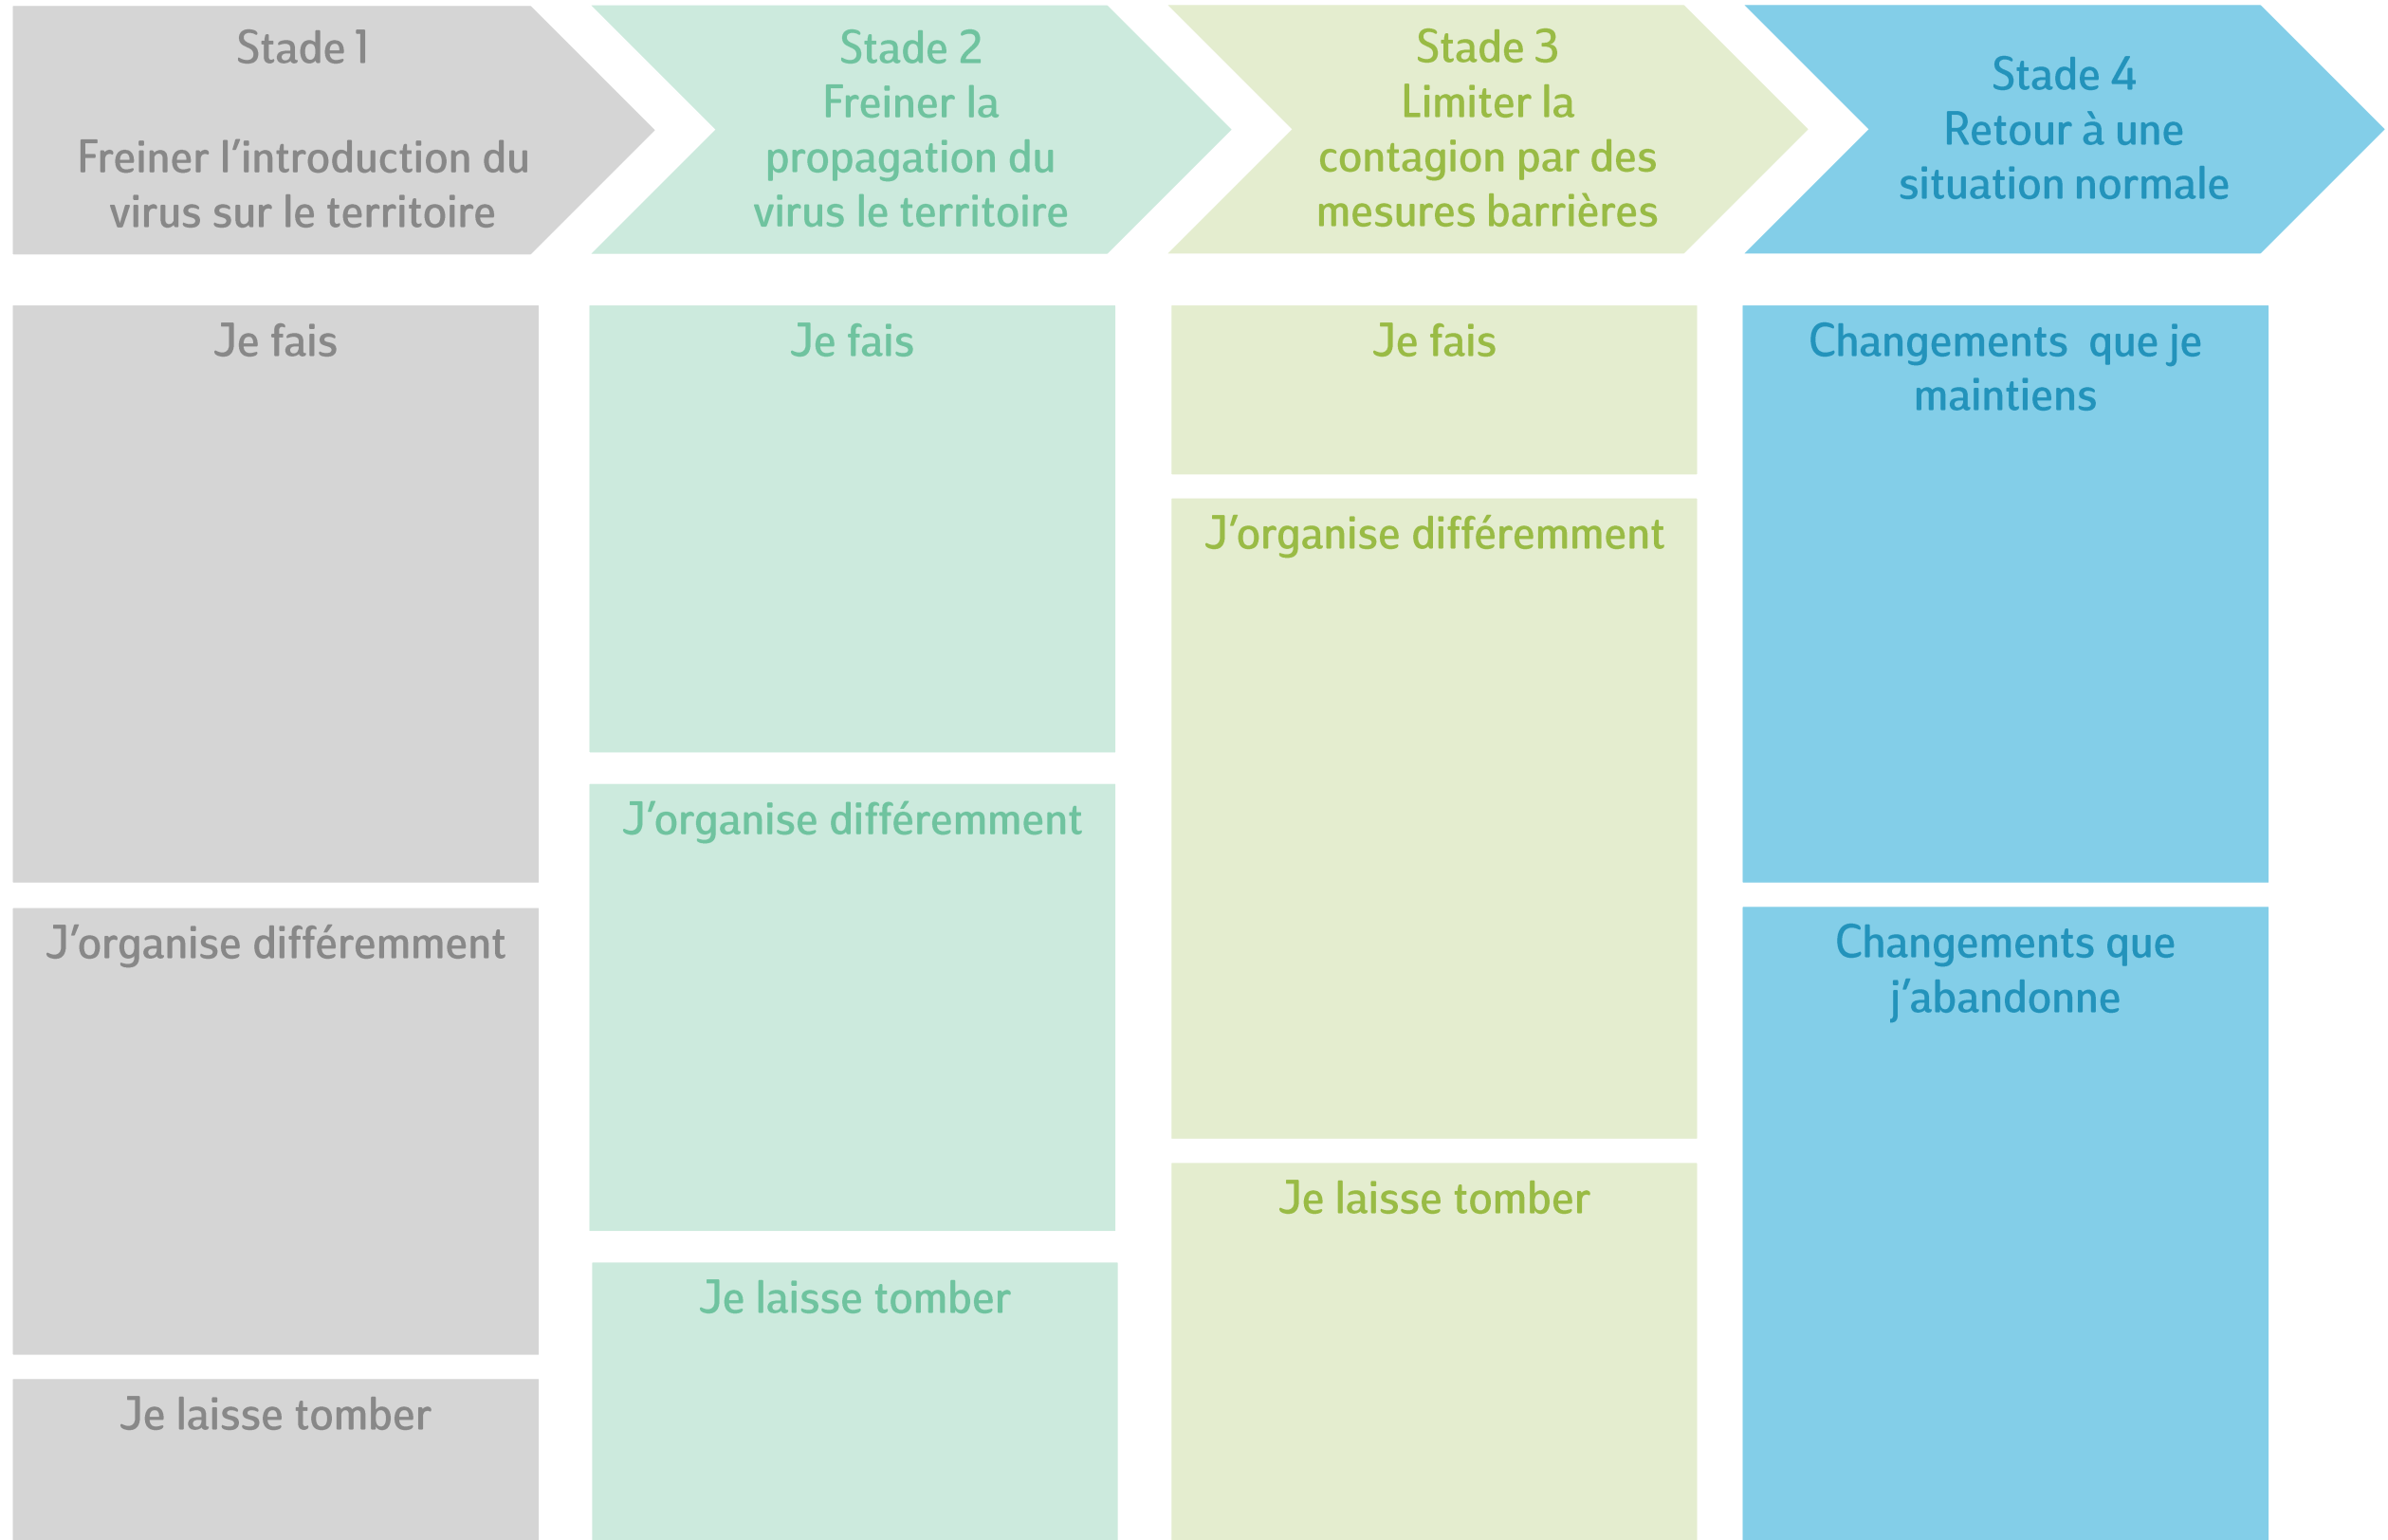 Stade 1
Freiner l’introduction du
virus sur le territoire
Stade 2
Freiner la
propagation du
virus le territoire
Stade 3
Limiter la
contagion par des
mesures barrières
Stade 4
Retour à une
situation normale
Je fais
J’organise différemment
Je laisse tomber
Je fais
J’organise différemment
Je laisse tomber
Je fais
J’organise différemment
Je laisse tomber
Changements  que je
maintiens
Changements que
j’abandonne